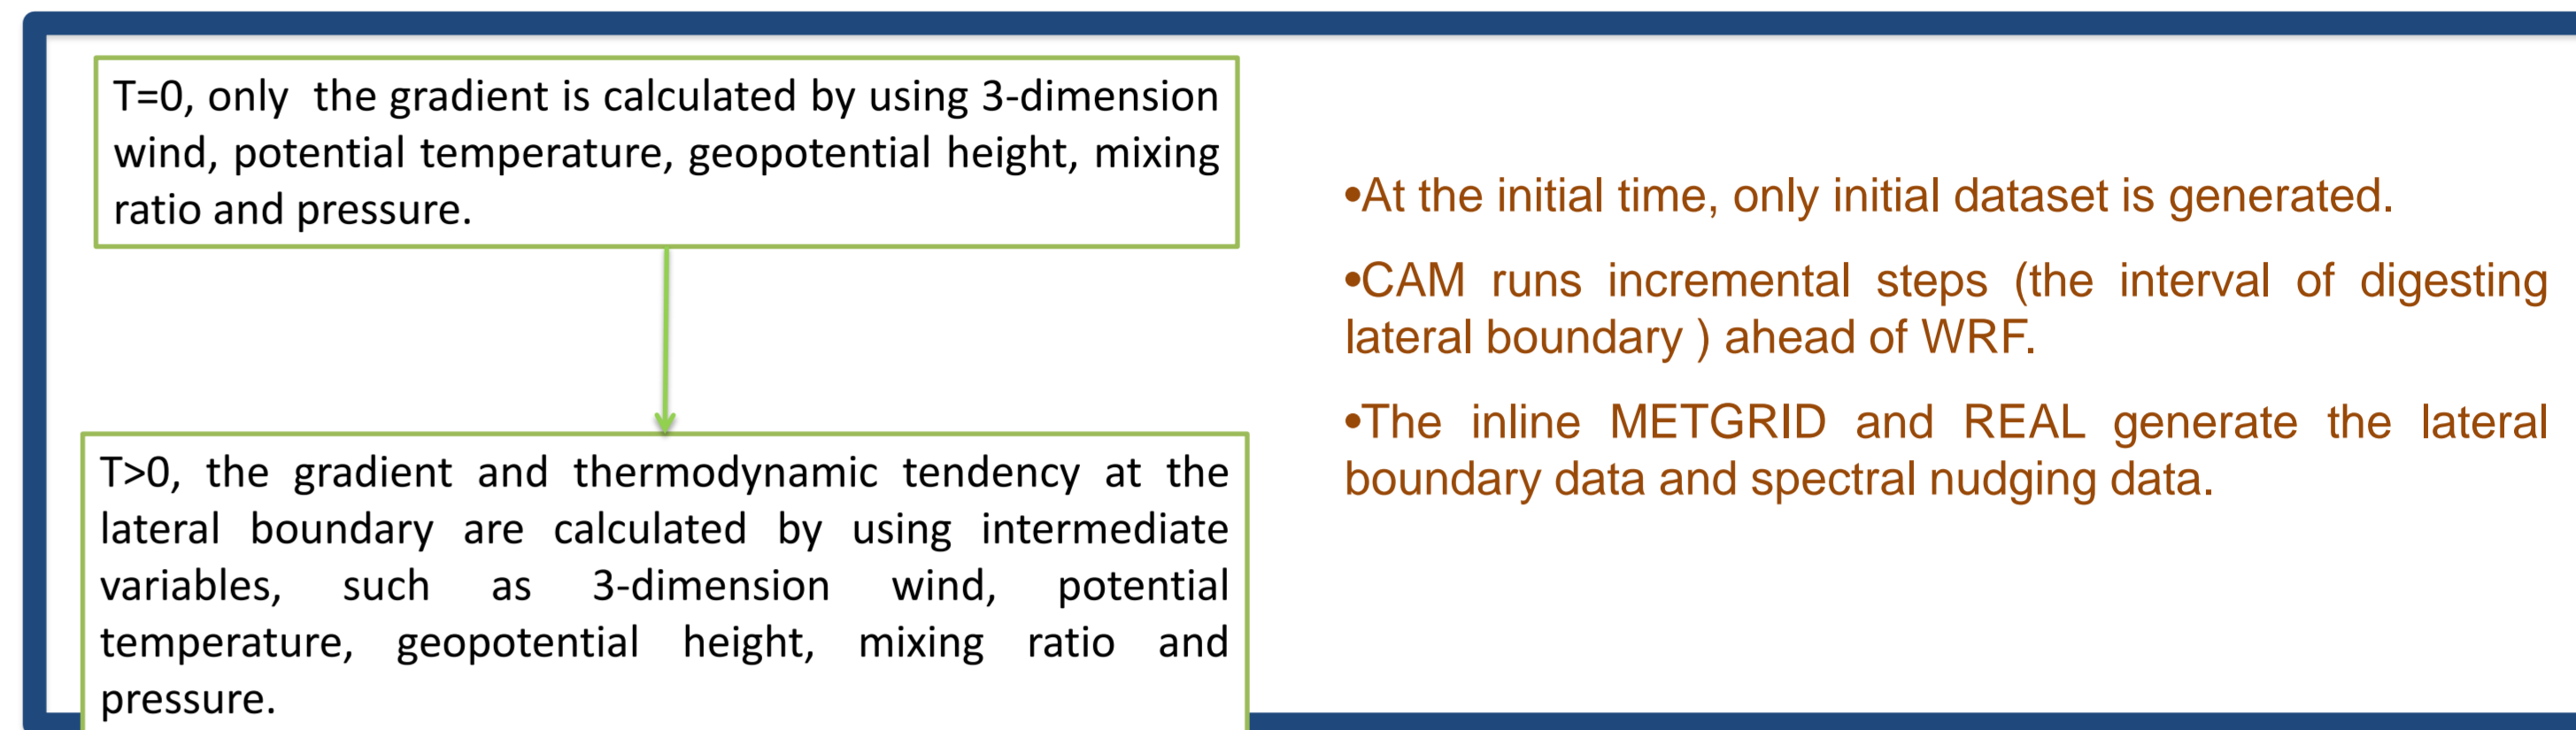 T=0, only the gradient is calculated by using 3-dimension
wind, potential temperature, geopotential height, mixing
ratio and pressure.
T>0, the gradient and thermodynamic tendency at the
lateral boundary are calculated by using intermediate
variables, such as 3-dimension wind, potential
temperature, geopotential height, mixing ratio and
pressure.
•At the initial time, only initial dataset is generated.
•CAM runs incremental steps (the interval of digesting
lateral boundary ) ahead of WRF.
•The inline METGRID and REAL generate the lateral
boundary data and spectral nudging data.